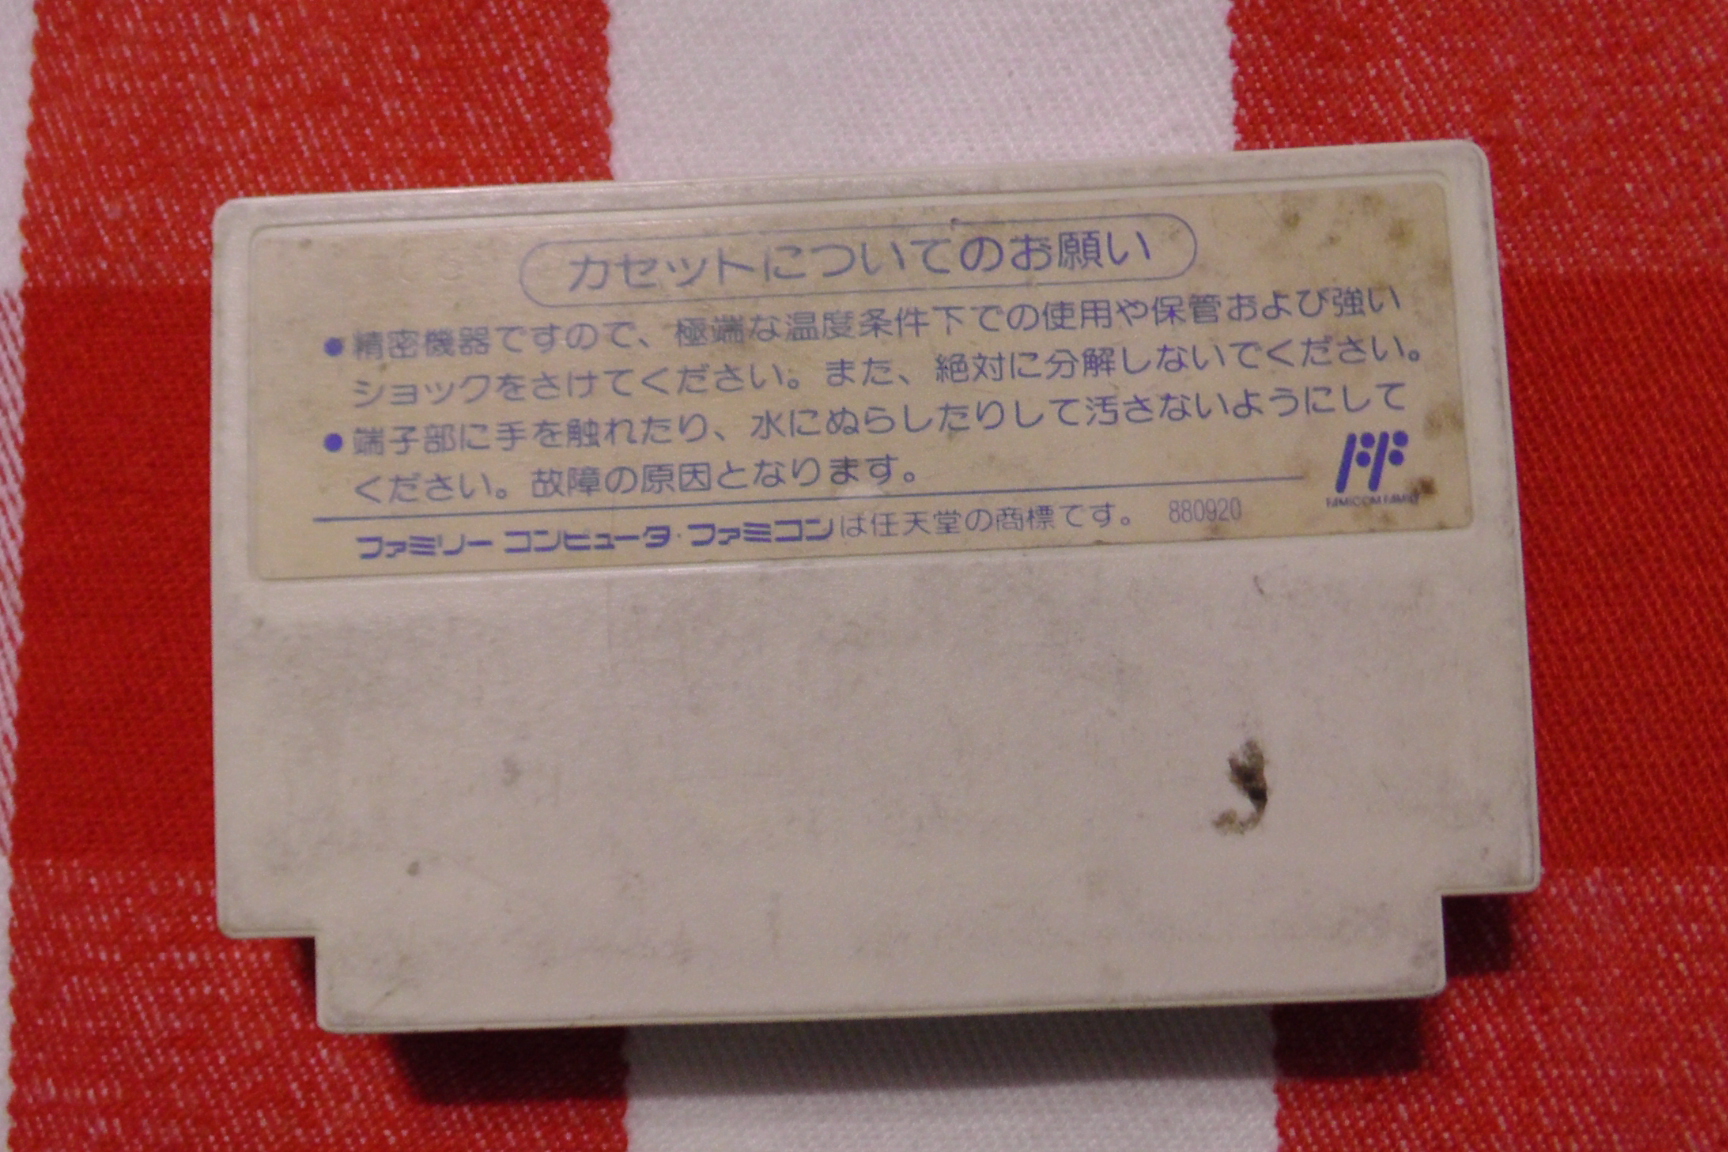 カセットについてのお願い
●精密機器ですので、極端な温度条件下での使用や保管および強い
ショックをさけてください。また、絶対に分解しないでください。
●端子部に手を触れたり、水にぬらしたりして汚さないようにして
ください。故障の原因となります。
FAMICOM FAMILY
ファミリーコンピュータ・ファミコンは任天堂の商標です。 880920